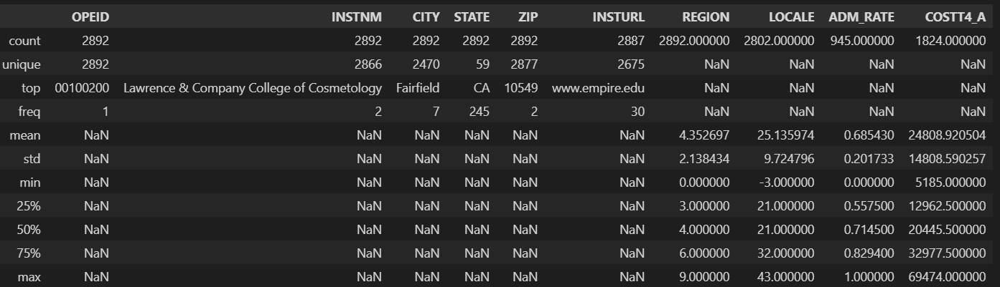 OPEID INSTNM CITY STATE ZIP INSTURL REGION LOCALE ADM_RATE COSTT4_A
count 2892 2892 2892 2892 2892 2887 2892.000000 2802.000000 945.000000 1824.000000
unique 2892 2866 2470 59 2877 2675 NaN NaN NaN NaN
top 00100200 Lawrence & Company College of Cosmetology Fairfield CA 10549 www.empire.edu NaN NaN NaN NaN
freq 1 2 7 245 2 30 NaN NaN NaN NaN
mean NaN NaN NaN NaN NaN NaN 4.352697 25.135974 0.685430 24808.920504
std NaN NaN NaN NaN NaN NaN 2.138434 9.724796 0.201733 14808.590257
min NaN NaN NaN NaN NaN NaN 0.000000 -3.000000 0.000000 5185.000000
25% NaN NaN NaN NaN NaN NaN 3.000000 21.000000 0.557500 12962.500000
50% NaN NaN NaN NaN NaN NaN 4.000000 21.000000 0.714500 20445.500000
75% NaN NaN NaN NaN NaN NaN 6.000000 32.000000 0.829400 32977.500000
max NaN NaN NaN NaN NaN NaN 9.000000 43.000000 1.000000 69474.000000